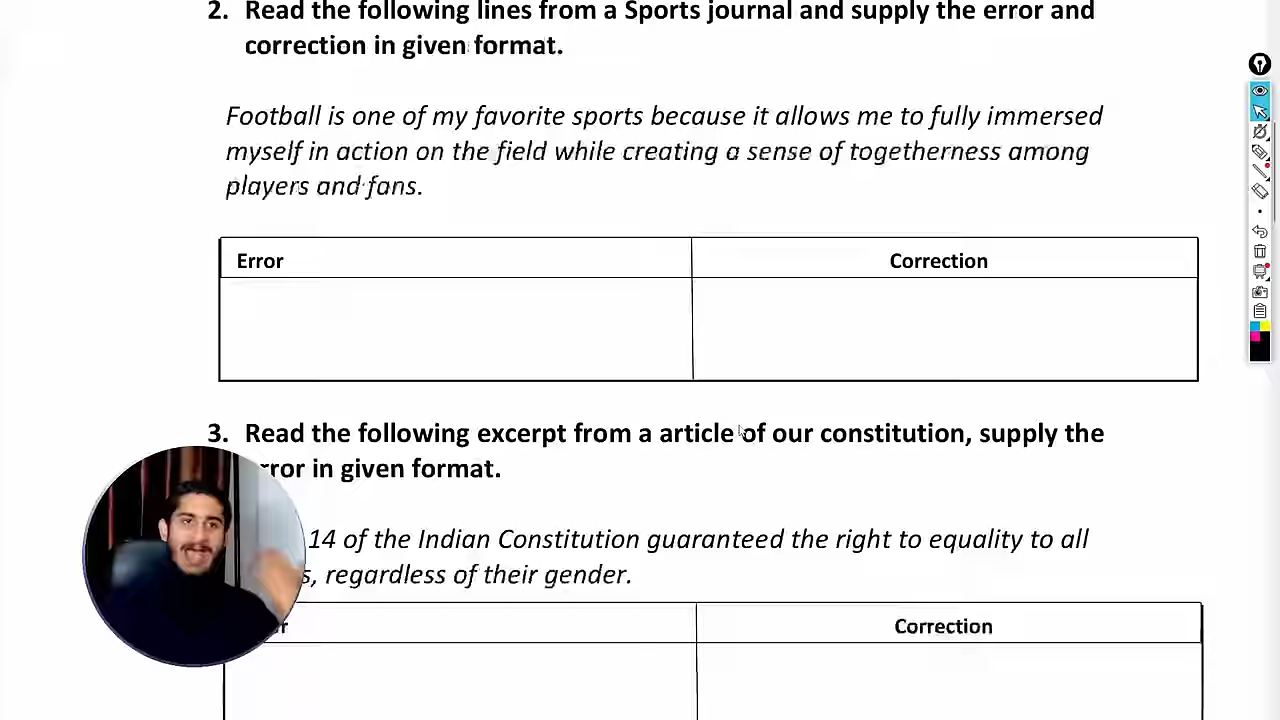 2. Read the following lines from a Sports journal and supply the error and
correction in given format.
Football is one of my favorite sports because it allows me to fully immersed
myself in action on the field while creating a sense of togetherness among
players and fans.
Error Correction
3. Read the following excerpt from a article of our constitution, supply the
error in given format.
14 of the Indian Constitution guaranteed the right to equality to all
regardless of their gender.
Correction